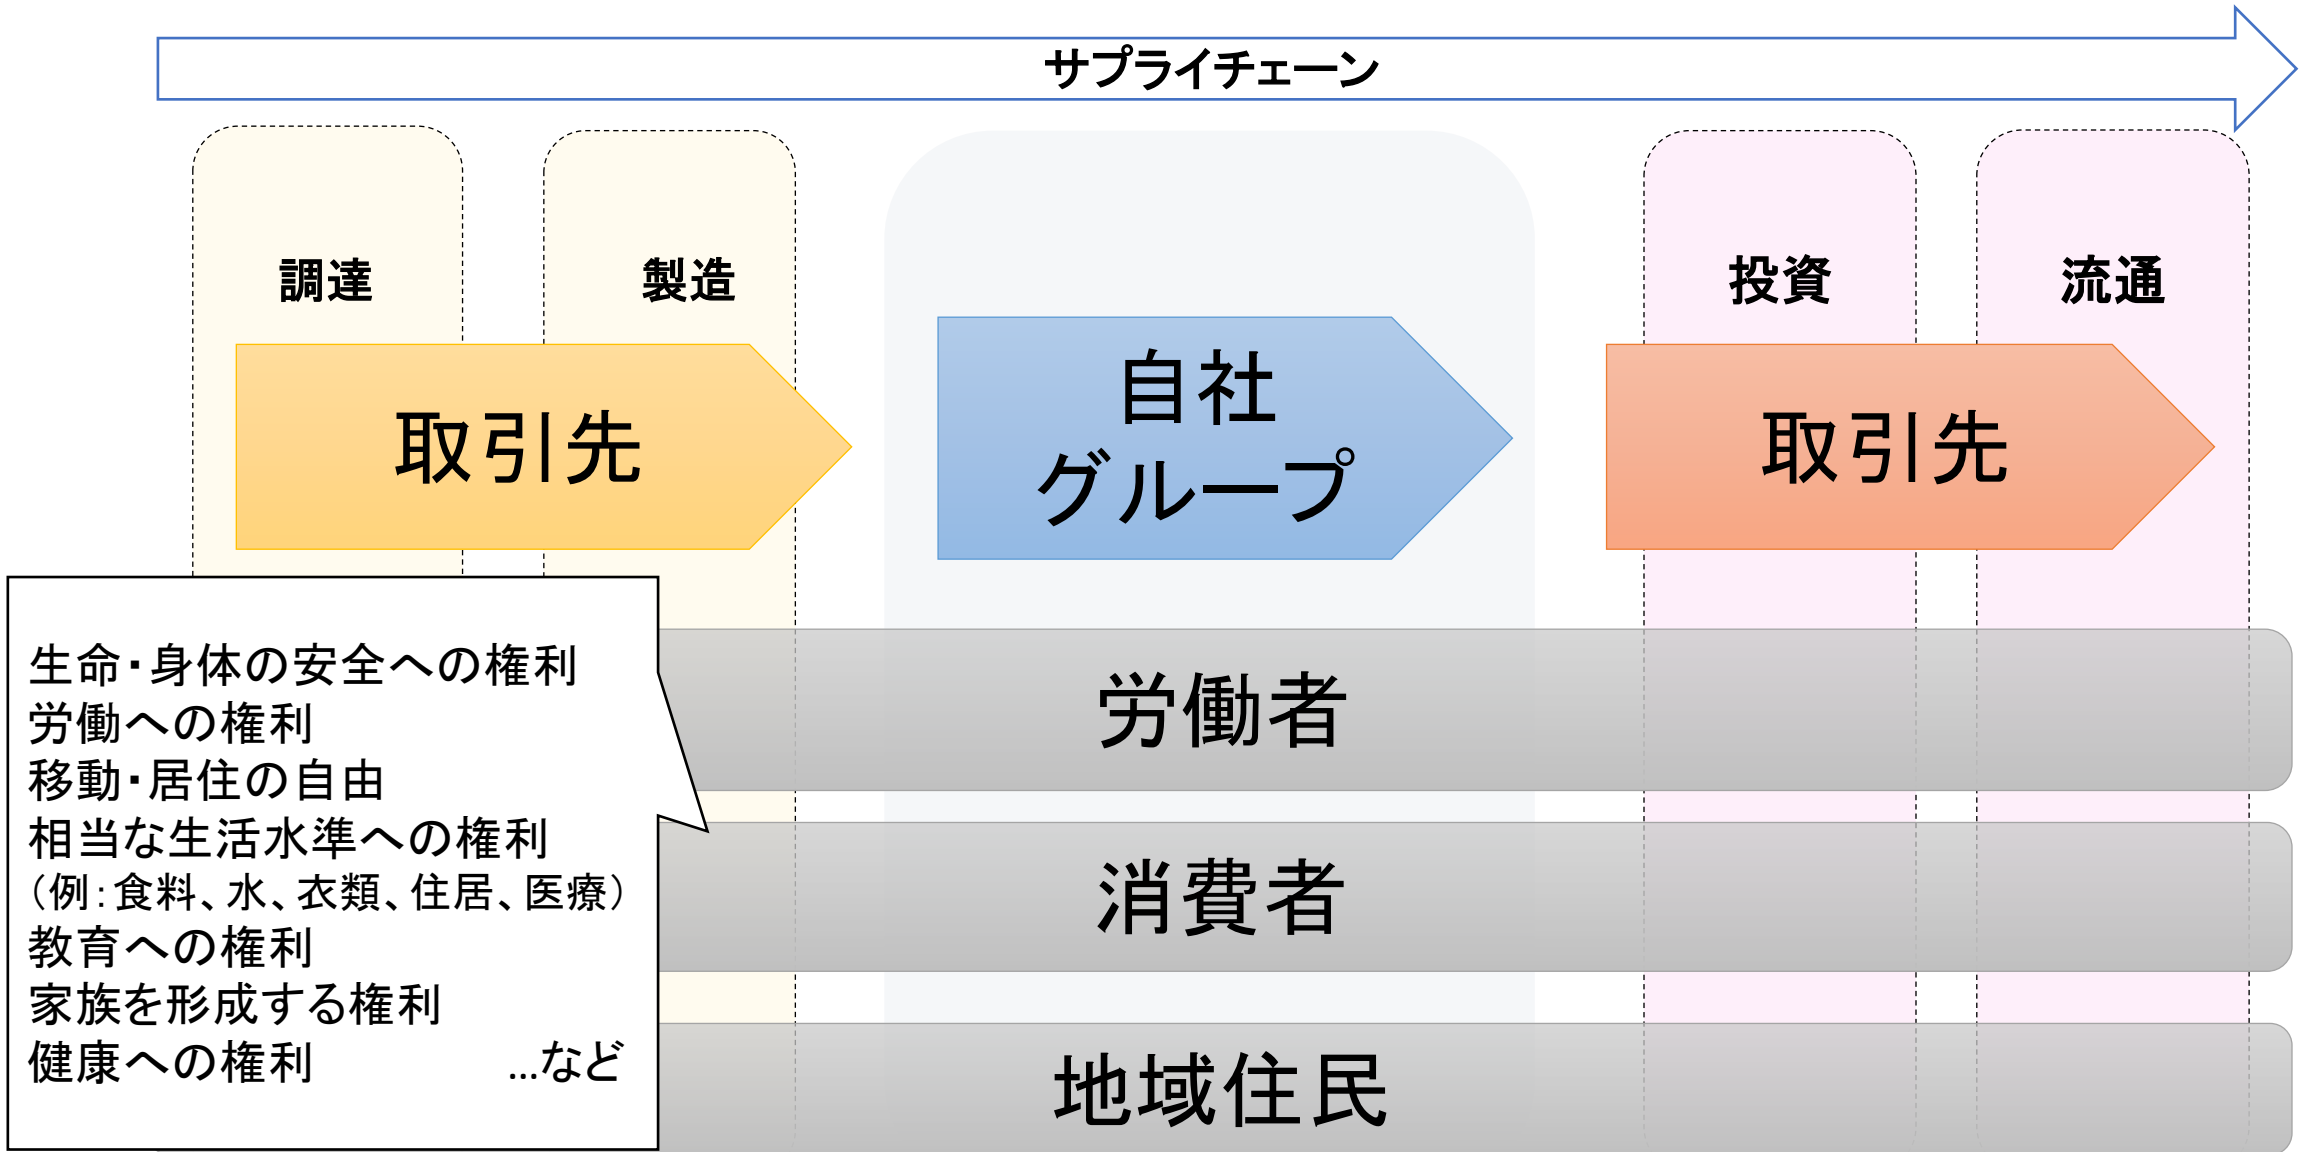 サプライチェーン
調達
製造
投資
流通
取引先
自社
グループ
取引先
生命・身体の安全への権利
労働への権利
移動・居住の自由
相当な生活水準への権利
（例：食料、水、衣類、住居、医療）
教育への権利
家族を形成する権利
健康への権利 …など
労働者
消費者
地域住民